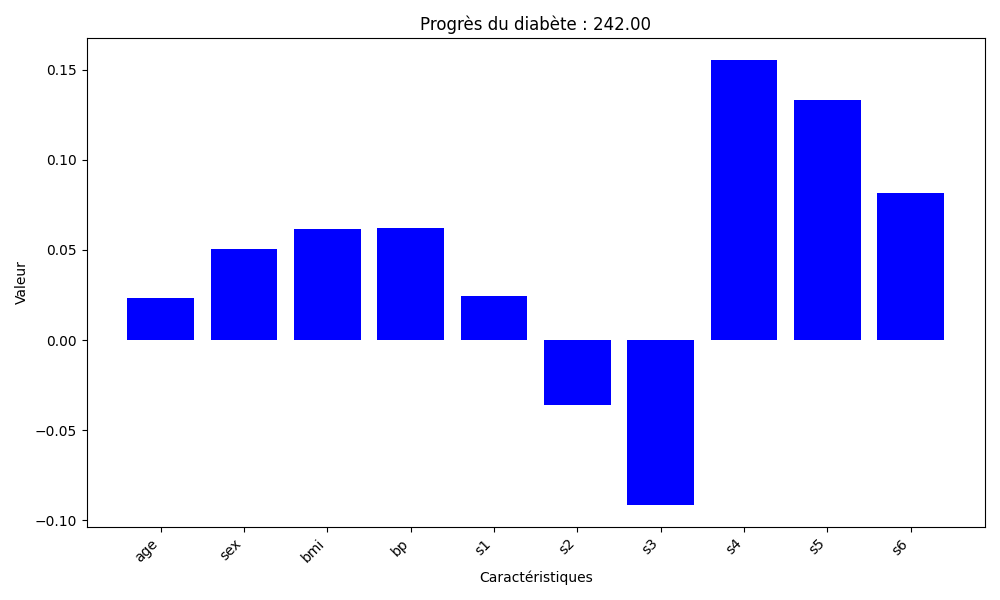 Progrès du diabète : 242.00
Valeur
0.15
0.10
0.05
0.00
−0.05
−0.10
age
sex
bmi
bp
s1
s2
s3
s4
s5
s6
Caractéristiques